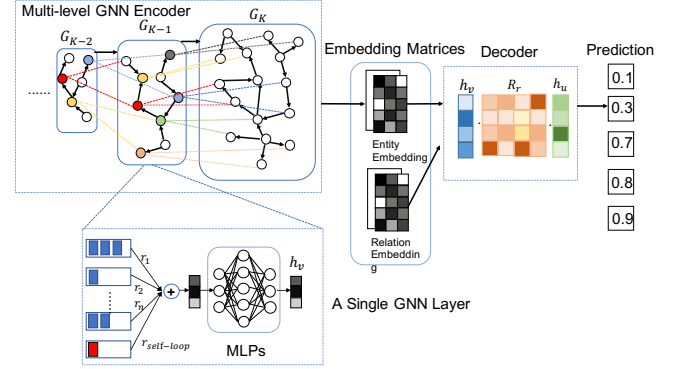 Multi-level GNN Encoder
G_{K-2}
G_{K-1}
G_K
......
Embedding Matrices
Entity
Embedding
Relation
Embeddin
g
Decoder
h_v
R_r
h_u
.
.
Prediction
0.1
0.3
0.7
0.8
0.9
r_1
r_2
r_n
r_{self-loop}
+
h_v
MLPs
A Single GNN Layer